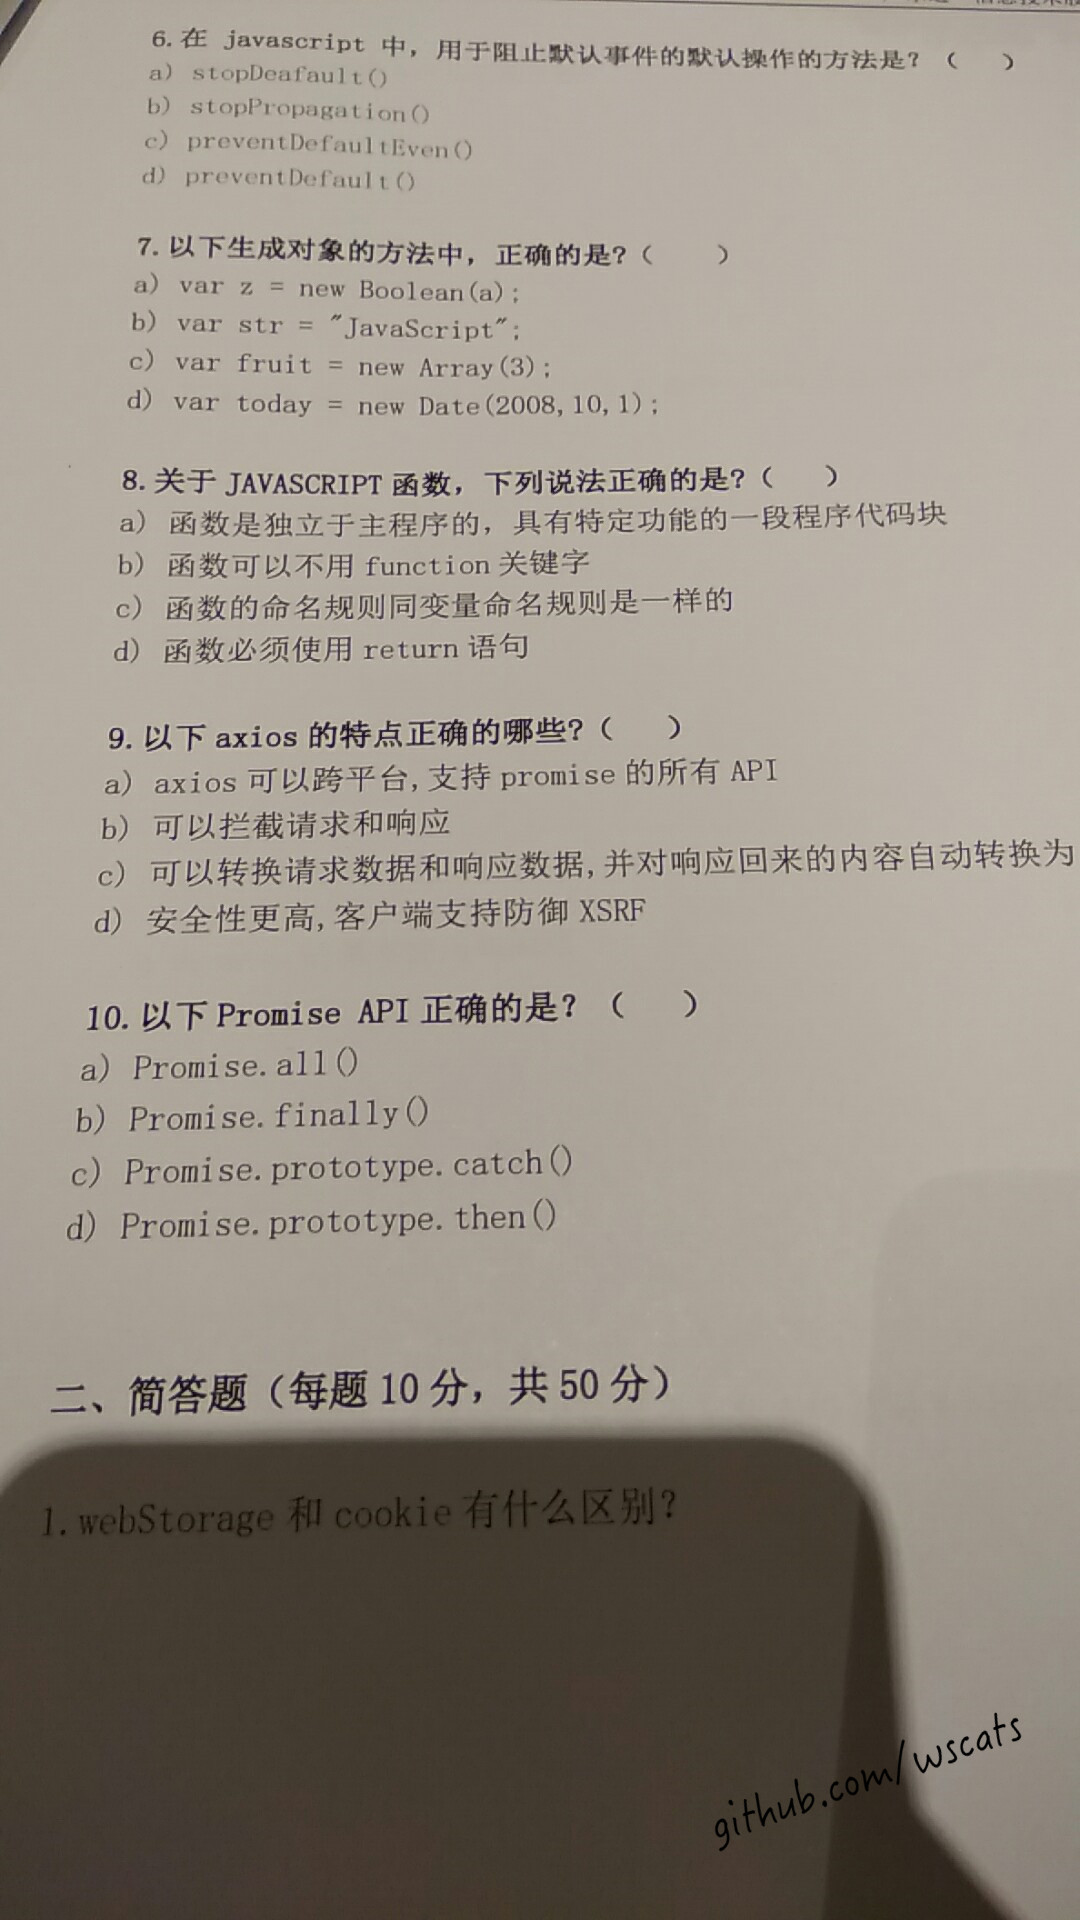 6. 在 javascript 中，用于阻止默认事件的默认操作的方法是？（ ）
a) stopDeafault()
b) stopPropagation()
c) preventDefaultEven()
d) preventDefault()
7. 以下生成对象的方法中，正确的是?（ ）
a) var z = new Boolean(a);
b) var str = "JavaScript";
c) var fruit = new Array(3);
d) var today = new Date(2008,10,1);
8. 关于 JAVASCRIPT 函数，下列说法正确的是?（ ）
a) 函数是独立于主程序的，具有特定功能的一段程序代码块
b) 函数可以不用 function 关键字
c) 函数的命名规则同变量命名规则是一样的
d) 函数必须使用 return 语句
9. 以下 axios 的特点正确的哪些?（ ）
a) axios 可以跨平台,支持 promise 的所有 API
b) 可以拦截请求和响应
c) 可以转换请求数据和响应数据,并对响应回来的内容自动转换为
d) 安全性更高,客户端支持防御 XSRF
10. 以下 Promise API 正确的是？（ ）
a) Promise.all()
b) Promise.finally()
c) Promise.prototype.catch()
d) Promise.prototype.then()
二、简答题（每题 10 分，共 50 分）
1. webStorage 和 cookie 有什么区别?
github.com/wscats